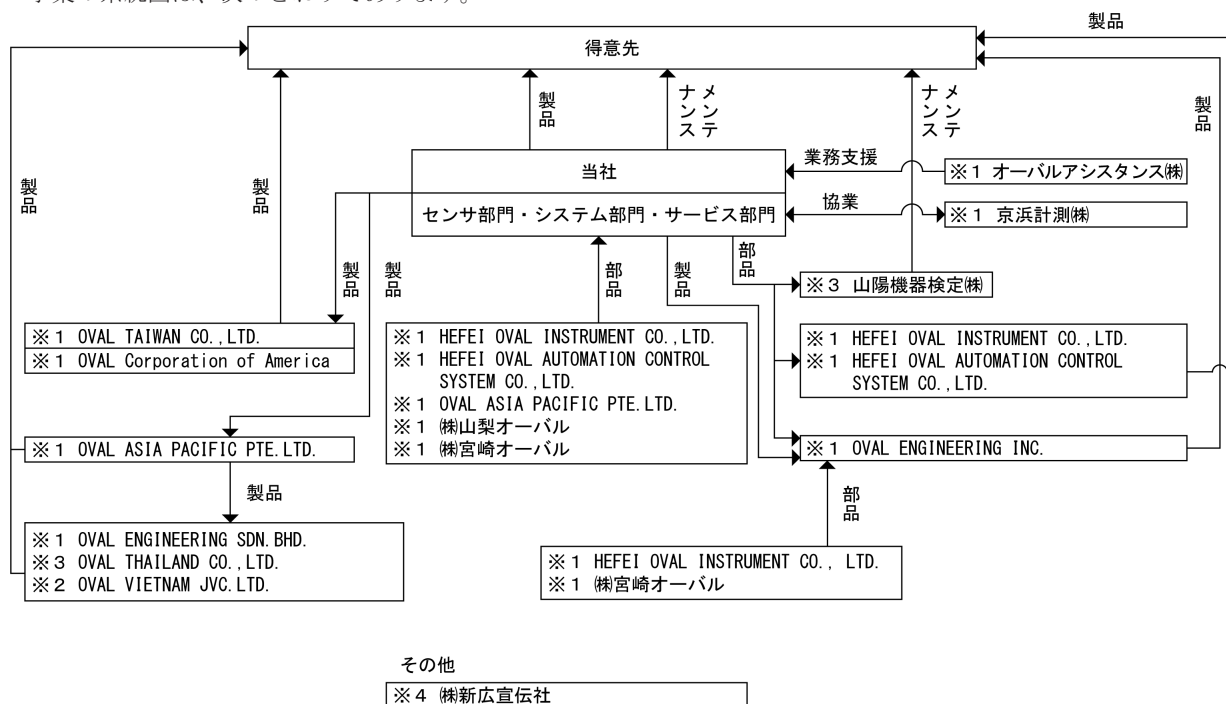 事業の系統図は、次のとおりであります。
製品
得意先
製品
メンテナンス
メンテナンス
製品
当社
センサ部門・システム部門・サービス部門
業務支援
※1 オーバルアシスタンス㈱
協業
※1 京浜計測㈱
製品
製品
製品
製品
部品
製品
部品
※3 山陽機器検定㈱
※1 OVAL TAIWAN CO.,LTD.
※1 OVAL Corporation of America
※1 HEFEI OVAL INSTRUMENT CO.,LTD.
※1 HEFEI OVAL AUTOMATION CONTROL
SYSTEM CO.,LTD.
※1 OVAL ASIA PACIFIC PTE.LTD.
※1 ㈱山梨オーバル
※1 ㈱宮崎オーバル
※1 HEFEI OVAL INSTRUMENT CO.,LTD.
※1 HEFEI OVAL AUTOMATION CONTROL
SYSTEM CO.,LTD.
※1 OVAL ASIA PACIFIC PTE.LTD.
※1 OVAL ENGINEERING INC.
製品
部品
※1 OVAL ENGINEERING SDN.BHD.
※3 OVAL THAILAND CO.,LTD.
※2 OVAL VIETNAM JVC.LTD.
※1 HEFEI OVAL INSTRUMENT CO., LTD.
※1 ㈱宮崎オーバル
その他
※4 ㈱新広宣伝社